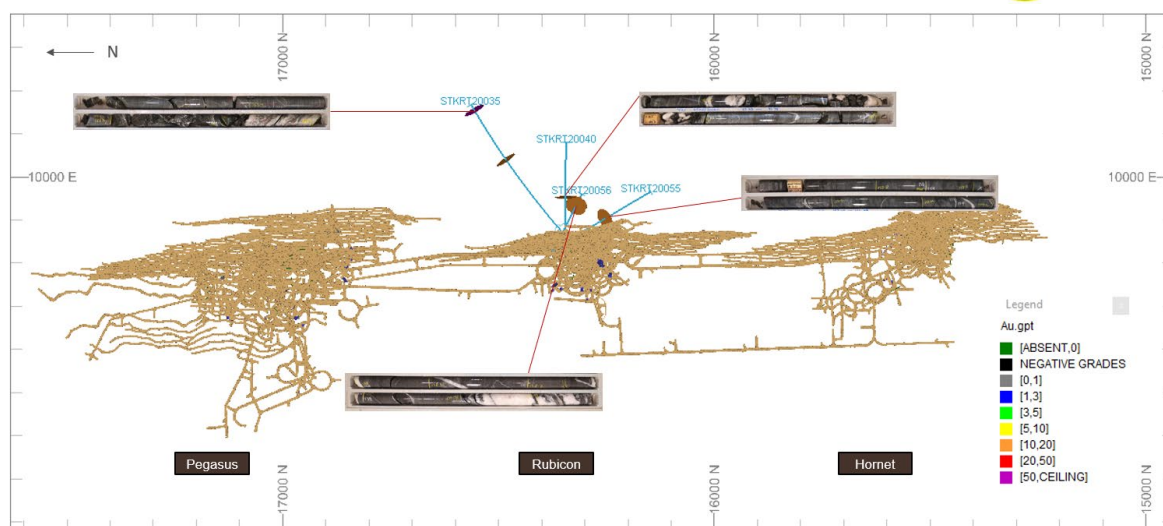 N
17000 N
16000 N
15000 N
STKRT20035
STKRT20040
10000 E
10000 E
STKRT20056
STKRT20055
Legend
Au.gpt
[ABSENT,0]
NEGATIVE GRADES
[0,1]
[1,3]
[3,5]
[5,10]
[10,20]
[20,50]
[50,CEILING]
Pegasus
Rubicon
Hornet
17000 N
16000 N
15000 N